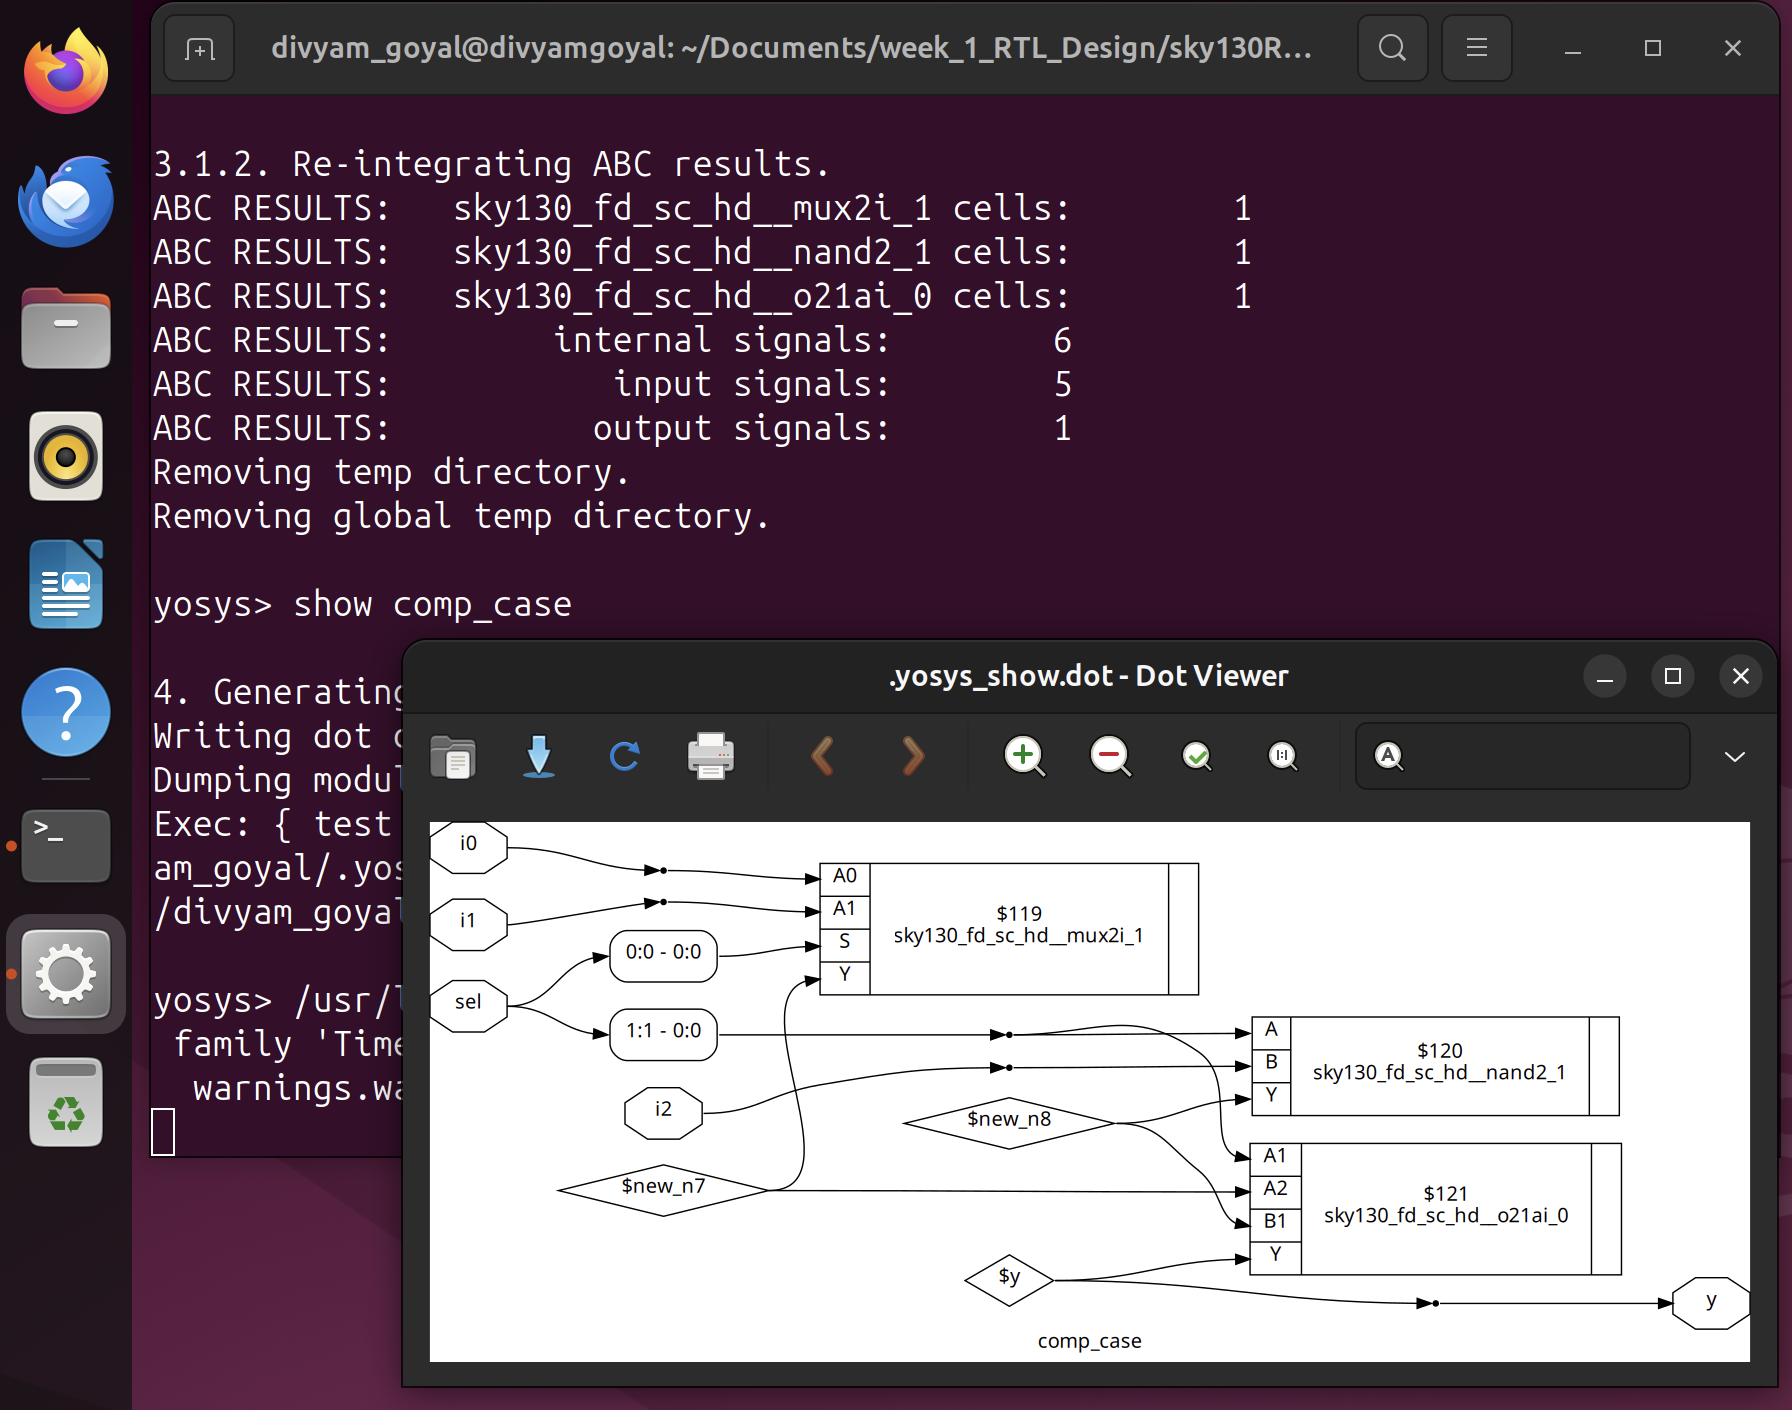 divyam_goyal@divyamgoyal: ~/Documents/week_1_RTL_Design/sky130R...
3.1.2. Re-integrating ABC results.
ABC RESULTS:   sky130_fd_sc_hd__mux2i_1 cells:        1
ABC RESULTS:   sky130_fd_sc_hd__nand2_1 cells:        1
ABC RESULTS:   sky130_fd_sc_hd__o21ai_0 cells:        1
ABC RESULTS:        internal signals:        6
ABC RESULTS:           input signals:        5
ABC RESULTS:          output signals:        1
Removing temp directory.
Removing global temp directory.
yosys> show comp_case
4. Generating
Writing dot
Dumping modul
Exec: { test
am_goyal/.yos
/divyam_goyal
yosys> /usr/l
family 'Time
warnings.wa
.yosys_show.dot - Dot Viewer
i0
i1
sel
0:0 - 0:0
1:1 - 0:0
i2
$new_n7
$new_n8
$y
A0
A1
S
Y
$119
sky130_fd_sc_hd__mux2i_1
A
B
Y
$120
sky130_fd_sc_hd__nand2_1
A1
A2
B1
Y
$121
sky130_fd_sc_hd__o21ai_0
y
comp_case